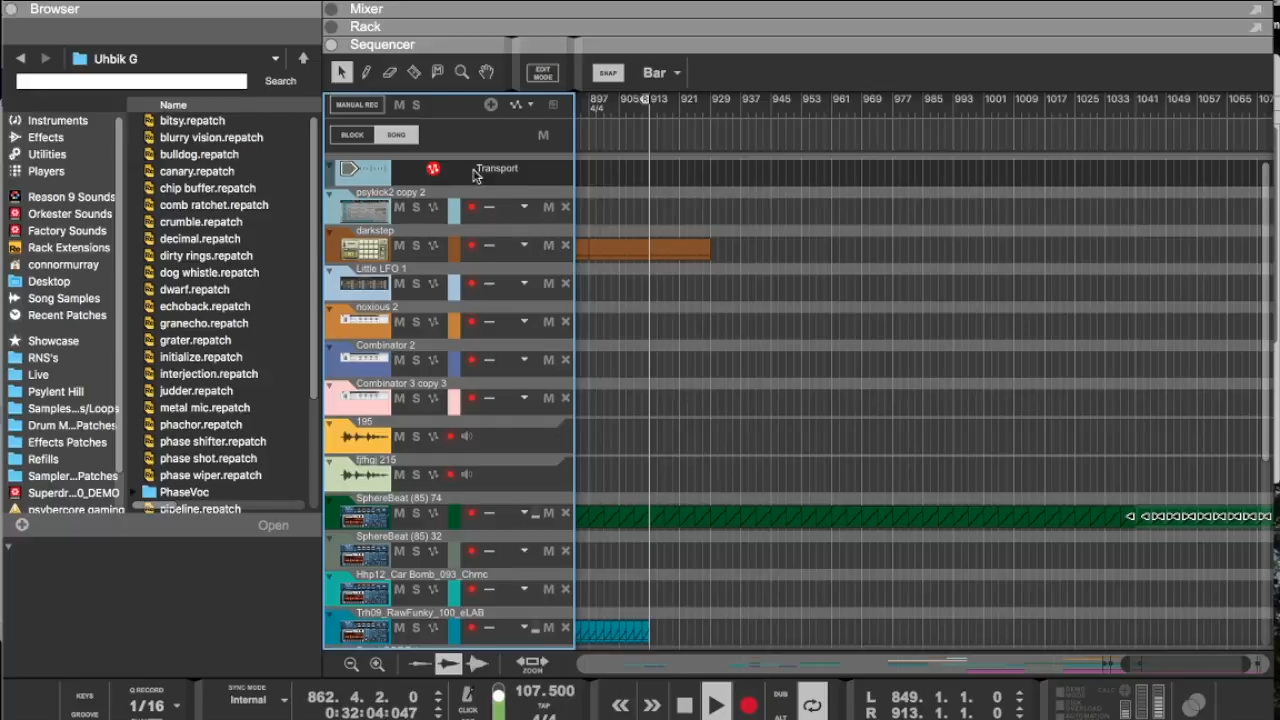 Browser
Mixer
Rack
Sequencer
Uhbik G
Search
EDIT MODE
SNAP
Bar
Name
Instruments
Effects
Utilities
Players
Reason 9 Sounds
Orkester Sounds
Factory Sounds
Rack Extensions
connormurray
Desktop
Song Samples
Recent Patches
Showcase
RNS's
Live
Psylent Hill
Samples...s/Loops
Drum M...Patches
Effects Patches
Refills
Sampler...Patches
Superdr...0_DEMO
psybercore gaming
bitsy.repatch
blurry vision.repatch
bulldog.repatch
canary.repatch
chip buffer.repatch
comb ratchet.repatch
crumble.repatch
decimal.repatch
dirty rings.repatch
dog whistle.repatch
dwarf.repatch
echoback.repatch
granecho.repatch
grater.repatch
initialize.repatch
interjection.repatch
judder.repatch
metal mic.repatch
phachor.repatch
phase shifter.repatch
phase shot.repatch
phase wiper.repatch
PhaseVoc
pipeline.repatch
Open
MANUAL REC M S
BLOCK SONG M
897 905 913 921 929 937 945 953 961 969 977 985 993 1001 1009 1017 1025 1033 1041 1049 1057 1065
4/4
Transport
psykick2 copy 2
M S M
darkstep
M S M
Little LFO 1
M S M
noxious 2
M S M
Combinator 2
M S M
Combinator 3 copy 3
M S M
195
M S
M S
SphereBeat (85) 74
M S M
SphereBeat (85) 32
M S M
Hhp12_Car Bomb_093_Chrnc
M S M
Trh09_RawFunky_100_eLAB
M S M
ZOOM
KEYS
GROOVE
Q RECORD
1/16
SYNC MODE
Internal
862. 4. 2. 0
0:32:04:047
CLICK
107.500
TAP
4/4
DUB
ALT
L 849. 1. 1. 0
R 913. 1. 1. 0
CALC